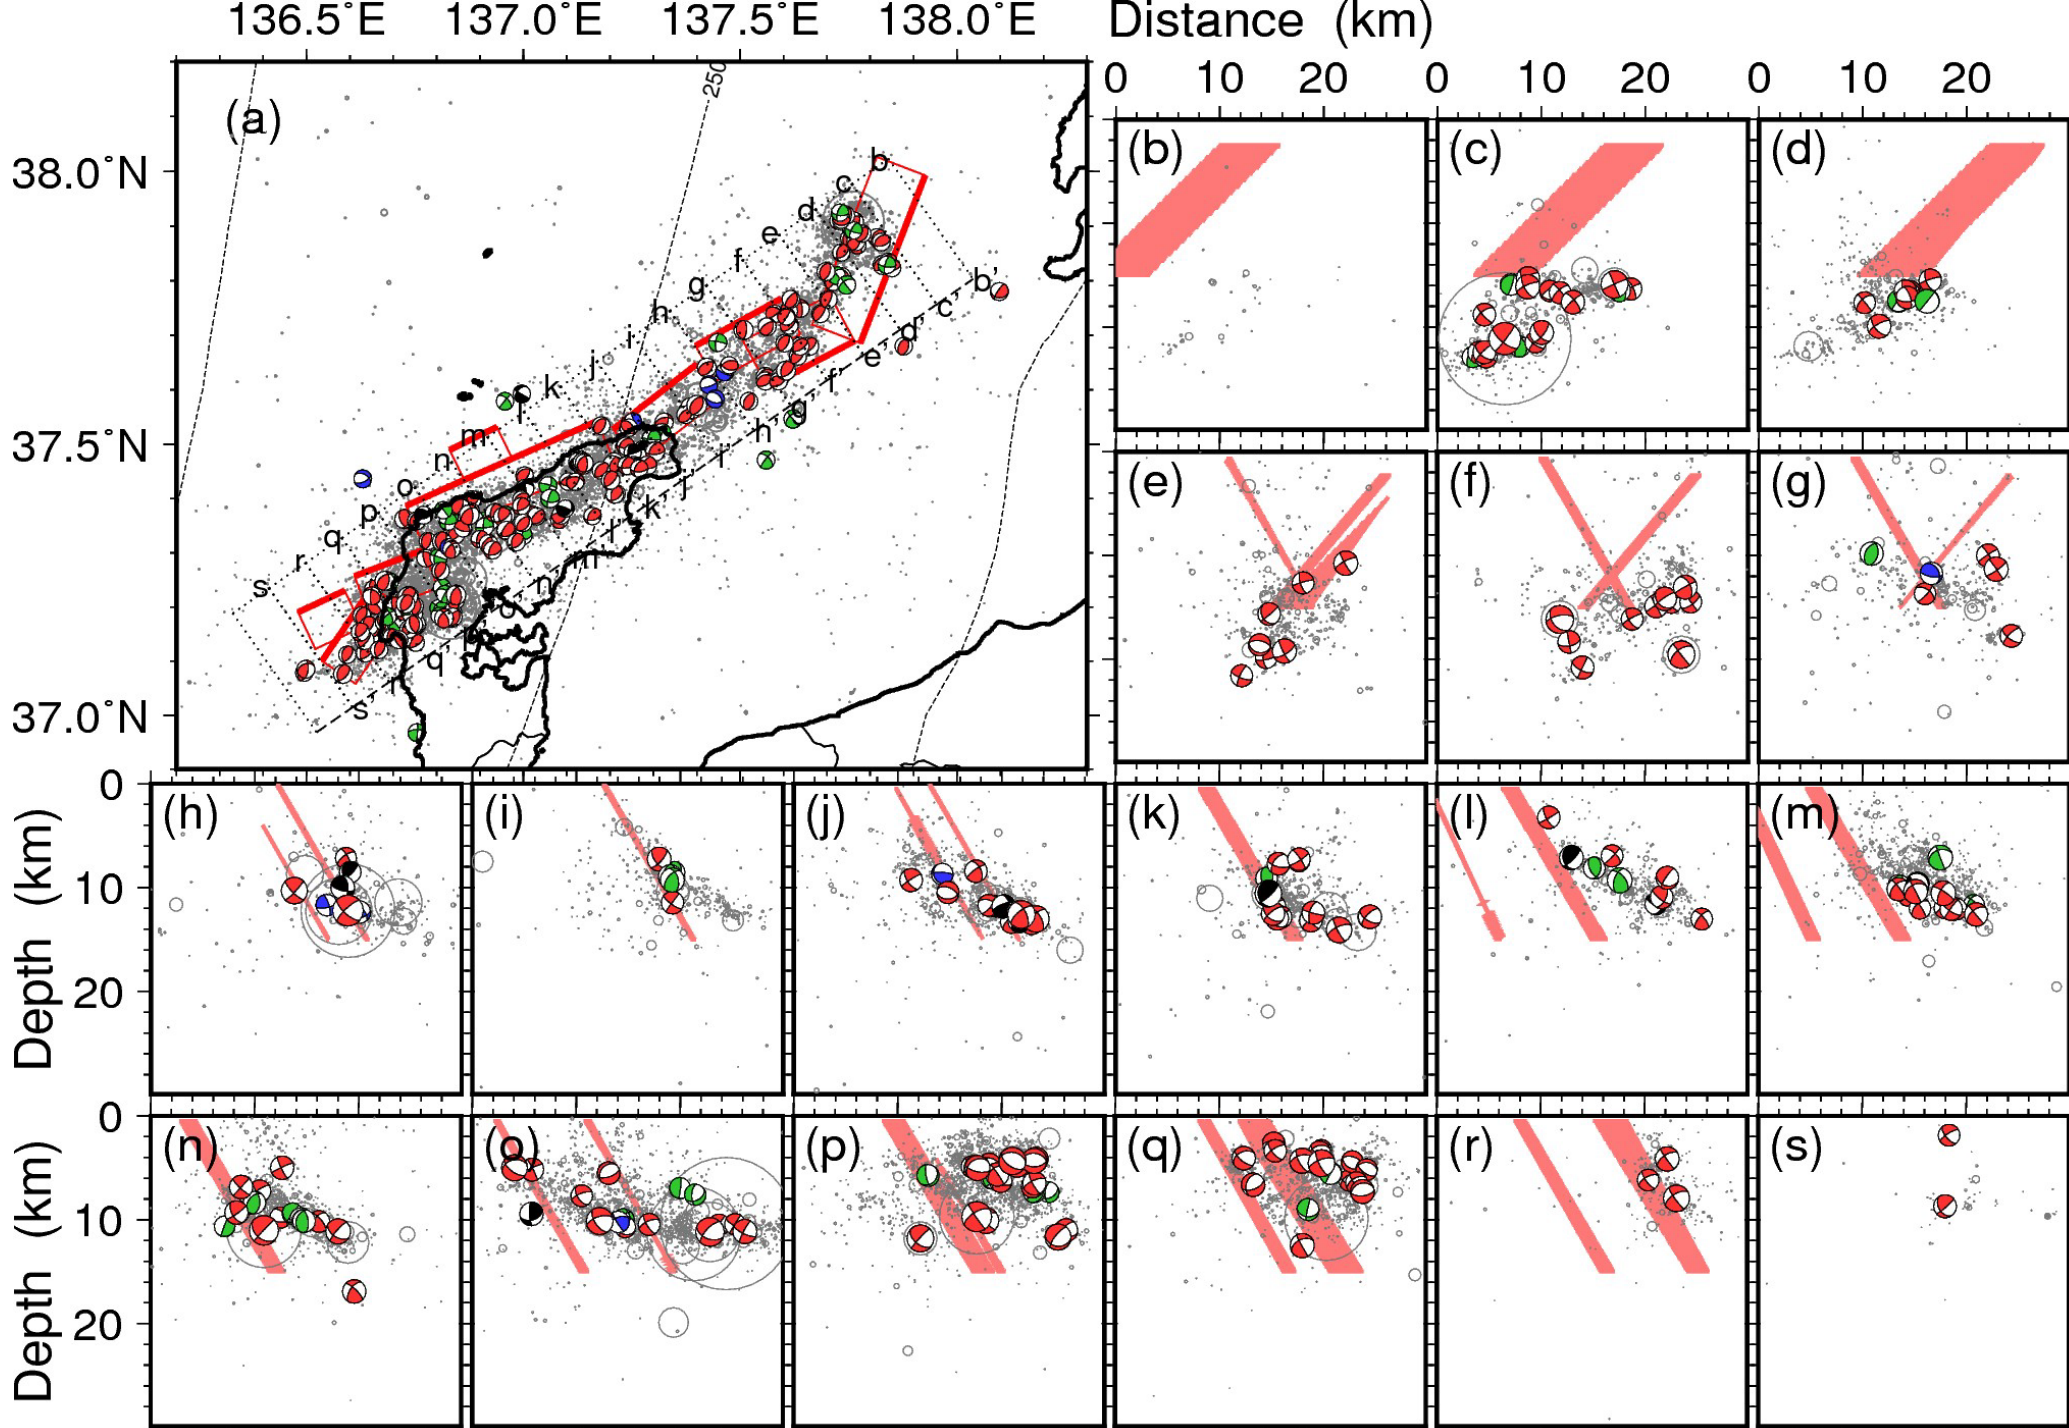 136.5°E 137.0°E 137.5°E 138.0°E
Distance (km)
0 10 20 0 10 20 0 10 20
38.0°N
37.5°N
37.0°N
(a)
250
b
c
d
e
f
g
h
i
j
k
l
m
n
o
p
q
r
s
b'
c'
d'
e'
f'
g'
h'
i'
j'
k'
l'
n'
q'
s'
(b) (c) (d)
(e) (f) (g)
Depth (km)
0
10
20
(h) (i) (j) (k) (l) (m)
Depth (km)
0
10
20
(n) (o) (p) (q) (r) (s)